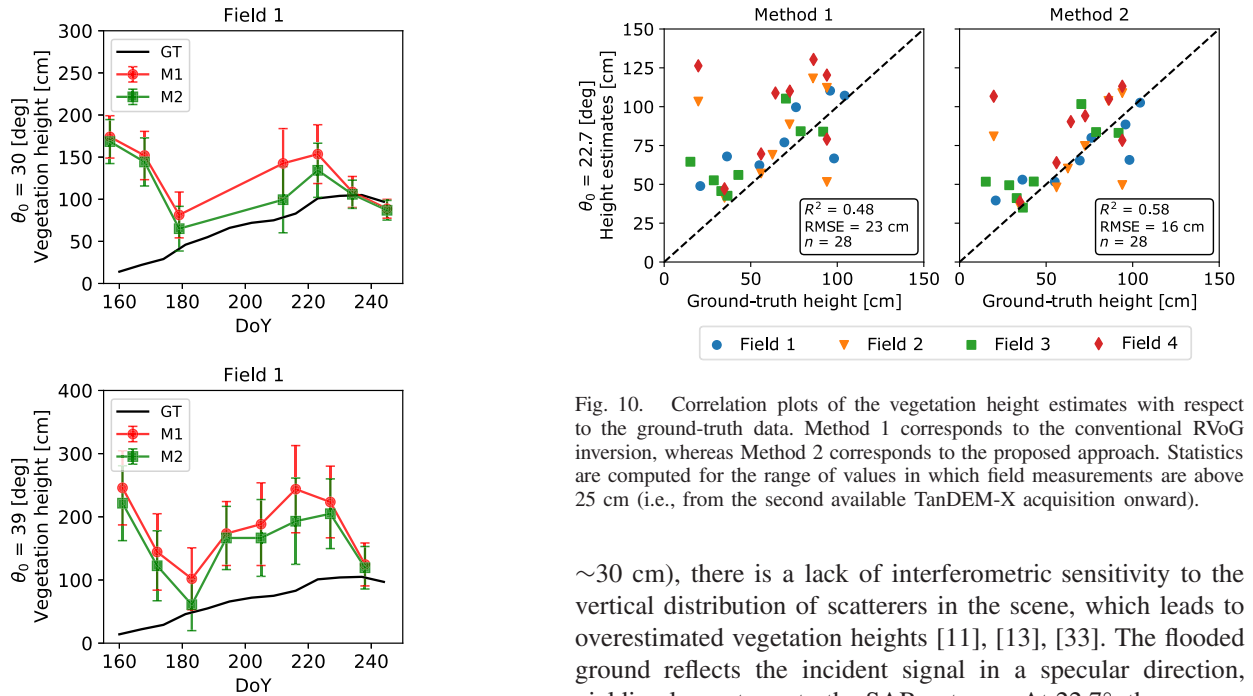 Field 1
300
250
200
150
100
50
0
θ0 = 30 [deg]
Vegetation height [cm]
GT
M1
M2
160 180 200 220 240
DoY
Field 1
400
300
200
100
0
θ0 = 39 [deg]
Vegetation height [cm]
GT
M1
M2
160 180 200 220 240
DoY
Method 1
Method 2
150
125
100
75
50
25
0
θ0 = 22.7 [deg]
Height estimates [cm]
R² = 0.48
RMSE = 23 cm
n = 28
R² = 0.58
RMSE = 16 cm
n = 28
0 50 100 150
0 50 100 150
Ground-truth height [cm]
Ground-truth height [cm]
Field 1 Field 2 Field 3 Field 4
Fig. 10. Correlation plots of the vegetation height estimates with respect
to the ground-truth data. Method 1 corresponds to the conventional RVoG
inversion, whereas Method 2 corresponds to the proposed approach. Statistics
are computed for the range of values in which field measurements are above
25 cm (i.e., from the second available TanDEM-X acquisition onward).
∼30 cm), there is a lack of interferometric sensitivity to the
vertical distribution of scatterers in the scene, which leads to
overestimated vegetation heights [11], [13], [33]. The flooded
ground reflects the incident signal in a specular direction,